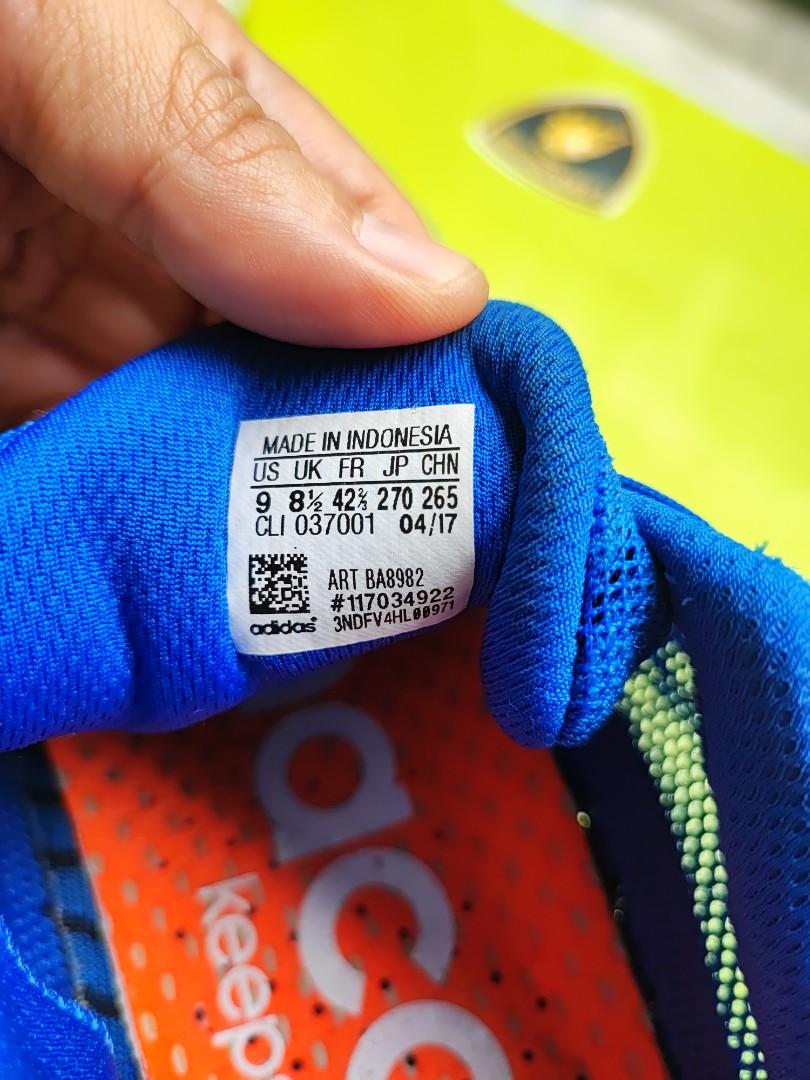 MADE IN INDONESIA
US UK FR JP CHN
9 8½ 42⅔ 270 265
CLI 037001 04/17
ART BA8982
#117034922
adidas 3NDFV4HL00971
aco
keep